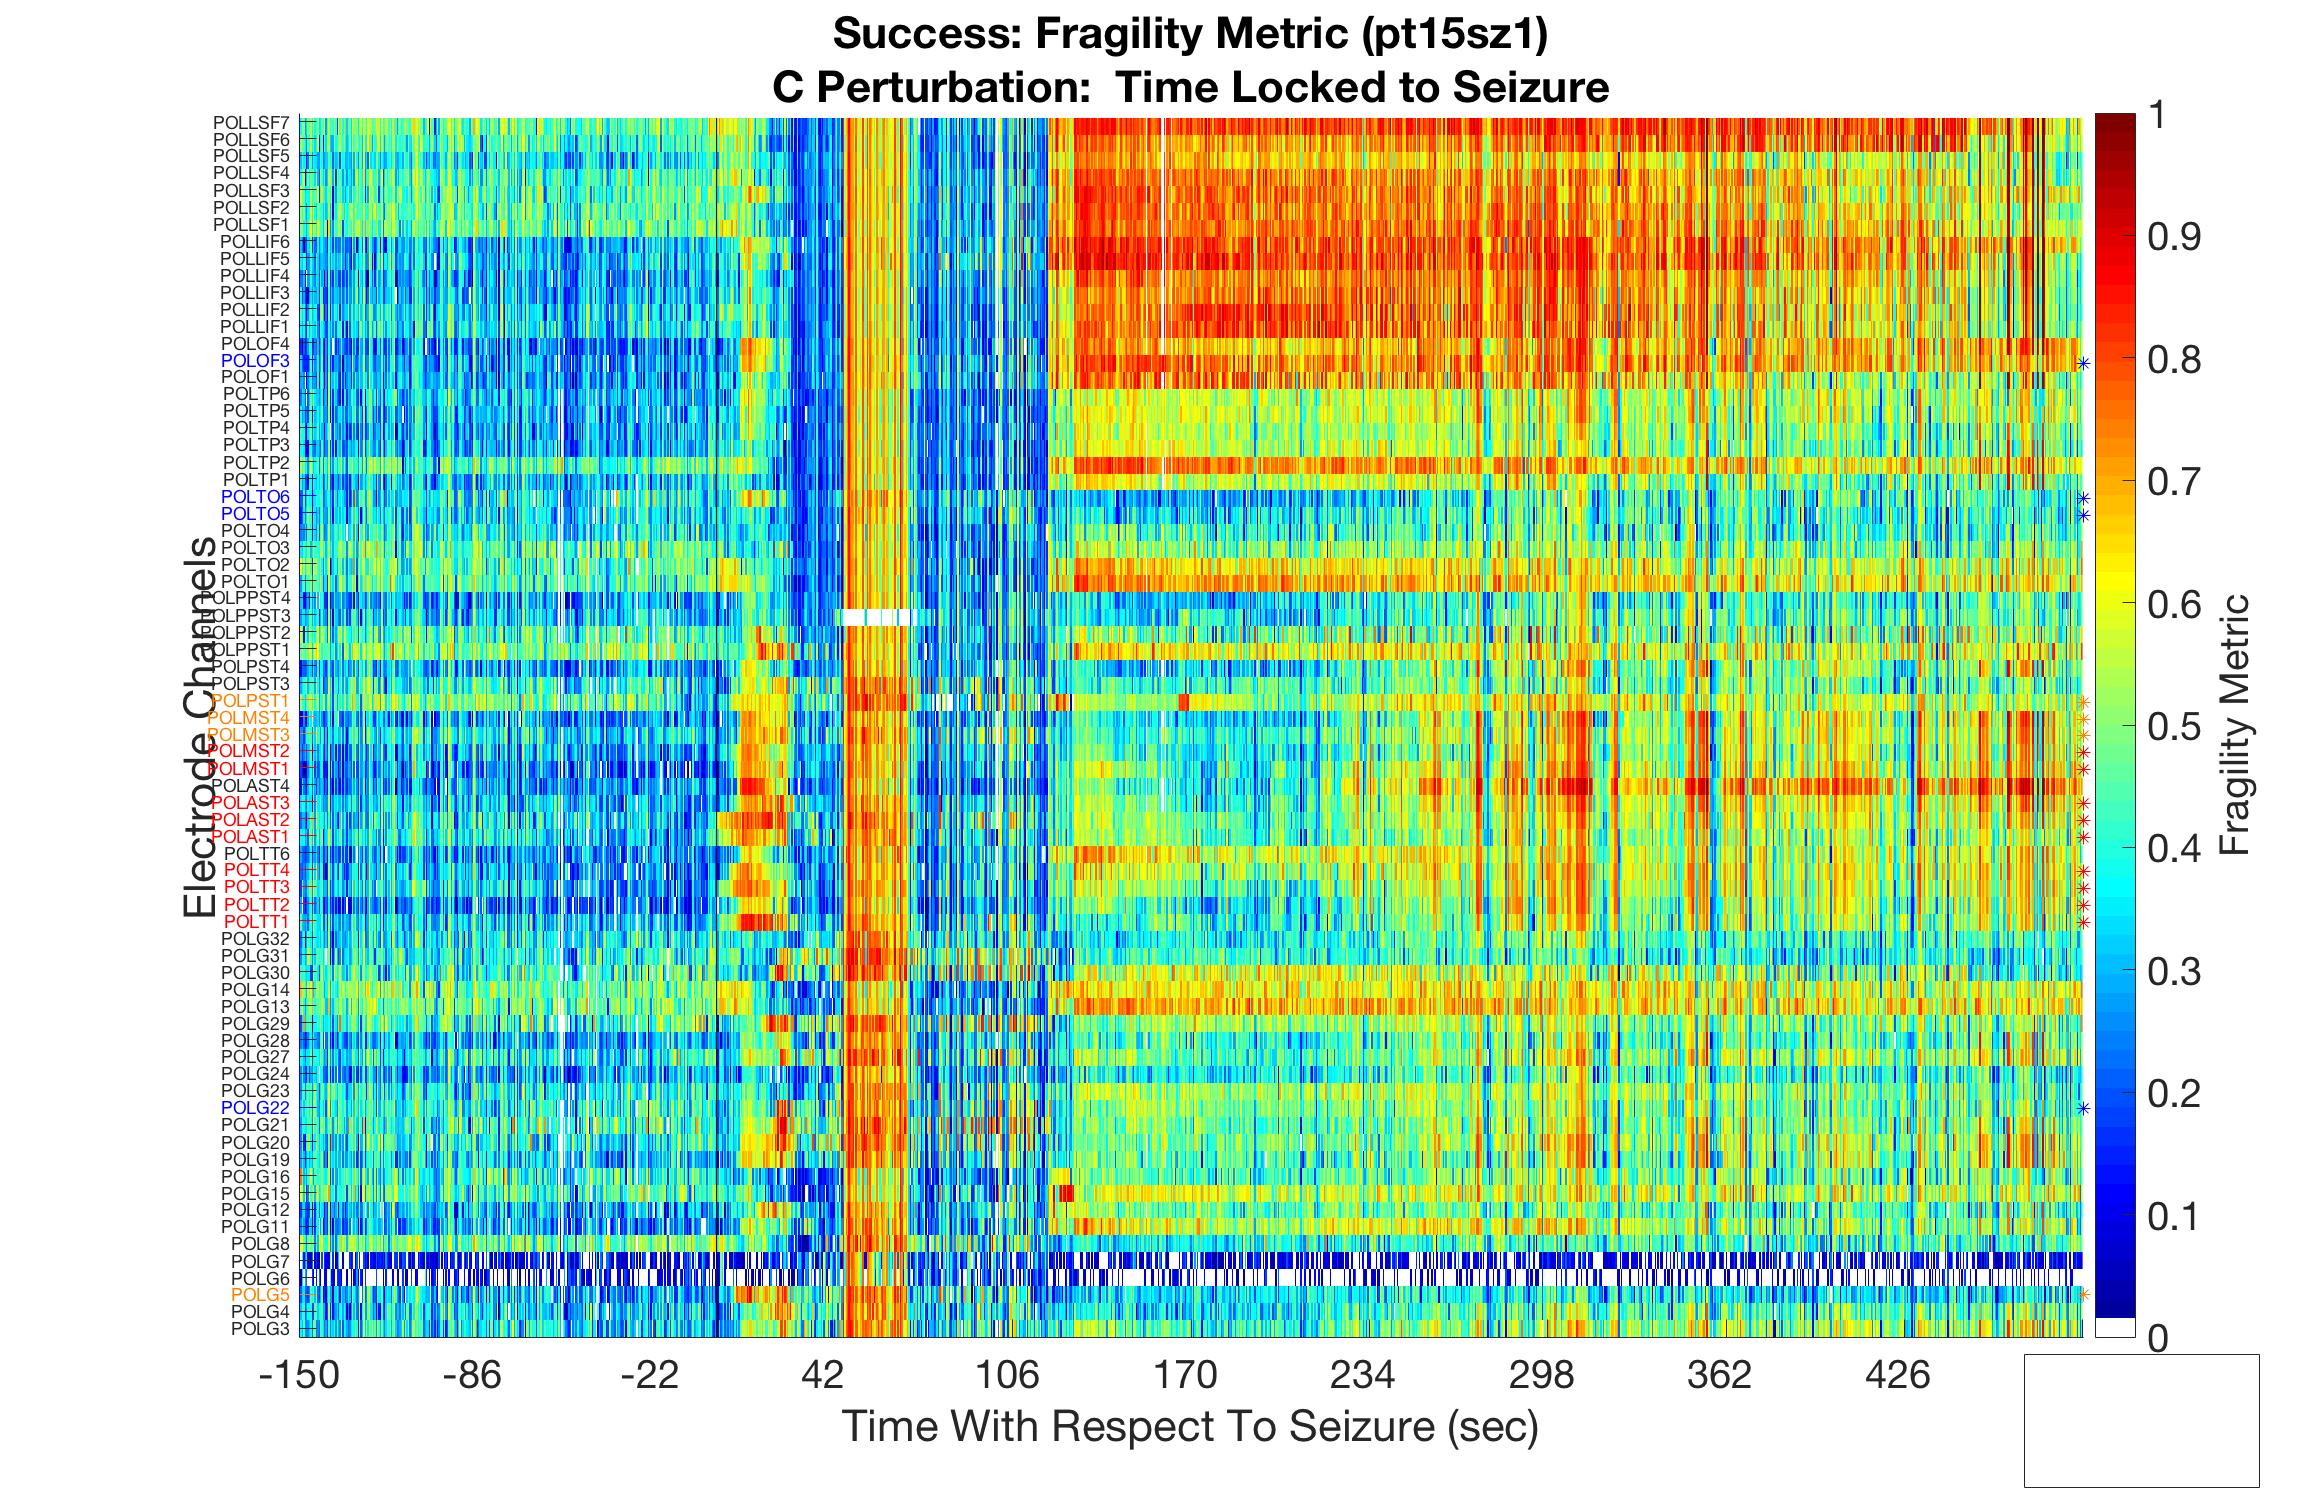 Success: Fragility Metric (pt15sz1)
C Perturbation:  Time Locked to Seizure
Electrode Channels
POLLSF7
POLLSF6
POLLSF5
POLLSF4
POLLSF3
POLLSF2
POLLSF1
POLLIF6
POLLIF5
POLLIF4
POLLIF3
POLLIF2
POLLIF1
POLOF4
POLOF3
POLOF1
POLTP6
POLTP5
POLTP4
POLTP3
POLTP2
POLTP1
POLTO6
POLTO5
POLTO4
POLTO3
POLTO2
POLTO1
POLPPST4
POLPPST3
POLPPST2
POLPPST1
POLPST4
POLPST3
POLPST1
POLMST4
POLMST3
POLMST2
POLMST1
POLAST4
POLAST3
POLAST2
POLAST1
POLTT6
POLTT4
POLTT3
POLTT2
POLTT1
POLG32
POLG31
POLG30
POLG14
POLG13
POLG29
POLG28
POLG27
POLG24
POLG23
POLG22
POLG21
POLG20
POLG19
POLG16
POLG15
POLG12
POLG11
POLG8
POLG7
POLG6
POLG5
POLG4
POLG3
-150 -86 -22 42 106 170 234 298 362 426
Time With Respect To Seizure (sec)
1
0.9
0.8
0.7
0.6
0.5
0.4
0.3
0.2
0.1
0
Fragility Metric